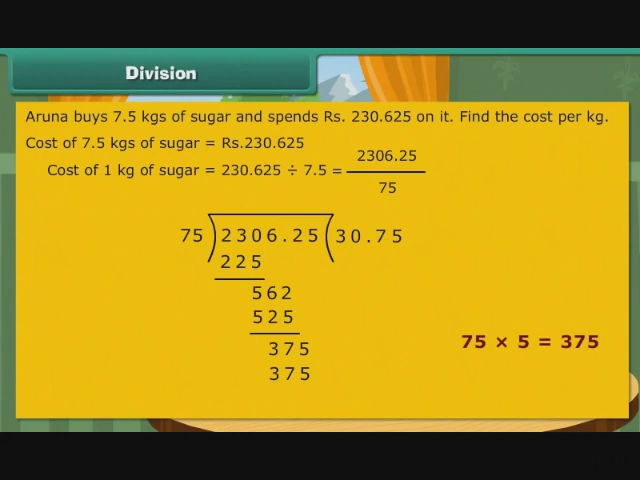 Division
Aruna buys 7.5 kgs of sugar and spends Rs. 230.625 on it. Find the cost per kg.
Cost of 7.5 kgs of sugar = Rs.230.625
Cost of 1 kg of sugar = 230.625 ÷ 7.5 = 2306.25
75
75 ) 2306.25 ( 30.75
225
562
525
75 × 5 = 375
375
375